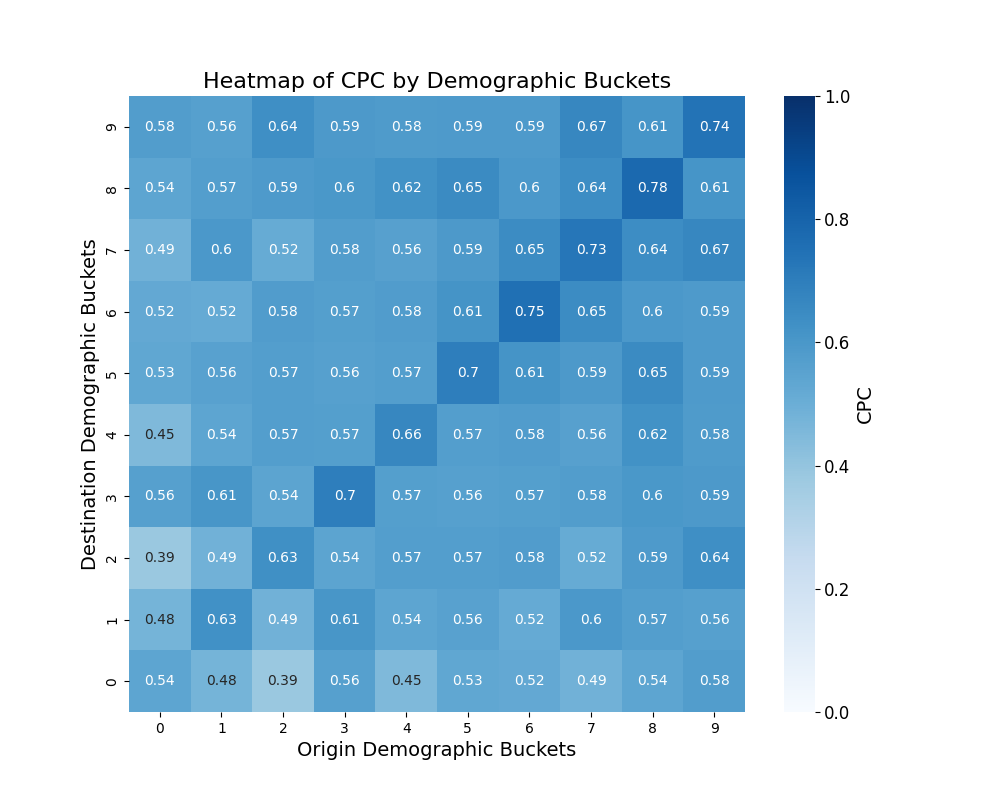 Heatmap of CPC by Demographic Buckets
9 0.58 0.56 0.64 0.59 0.58 0.59 0.59 0.67 0.61 0.74
8 0.54 0.57 0.59 0.6 0.62 0.65 0.6 0.64 0.78 0.61
7 0.49 0.6 0.52 0.58 0.56 0.59 0.65 0.73 0.64 0.67
6 0.52 0.52 0.58 0.57 0.58 0.61 0.75 0.65 0.6 0.59
5 0.53 0.56 0.57 0.56 0.57 0.7 0.61 0.59 0.65 0.59
4 0.45 0.54 0.57 0.57 0.66 0.57 0.58 0.56 0.62 0.58
3 0.56 0.61 0.54 0.7 0.57 0.56 0.57 0.58 0.6 0.59
2 0.39 0.49 0.63 0.54 0.57 0.57 0.58 0.52 0.59 0.64
1 0.48 0.63 0.49 0.61 0.54 0.56 0.52 0.6 0.57 0.56
0 0.54 0.48 0.39 0.56 0.45 0.53 0.52 0.49 0.54 0.58
0 1 2 3 4 5 6 7 8 9
Origin Demographic Buckets
Destination Demographic Buckets
1.0
0.8
0.6
0.4
0.2
0.0
CPC